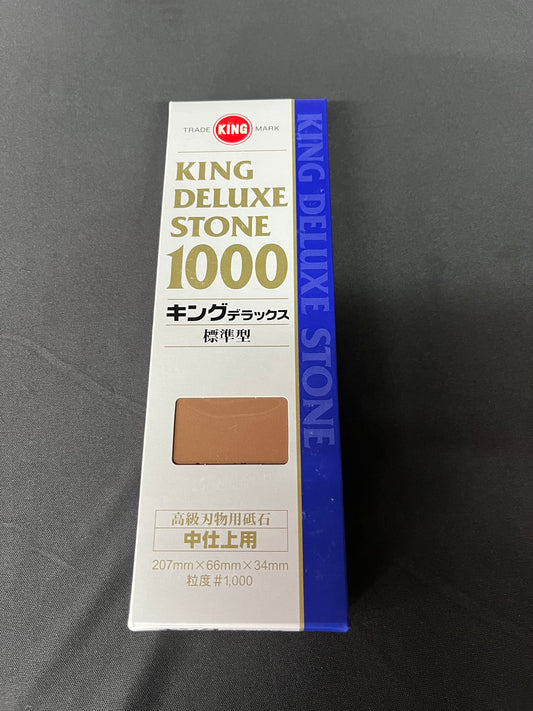 TRADE KING MARK
KING
DELUXE
STONE
1000
キングデラックス
標準型
高級刃物用砥石
中仕上用
207mm×66mm×34mm
粒度#1,000
KING DELUXE STONE